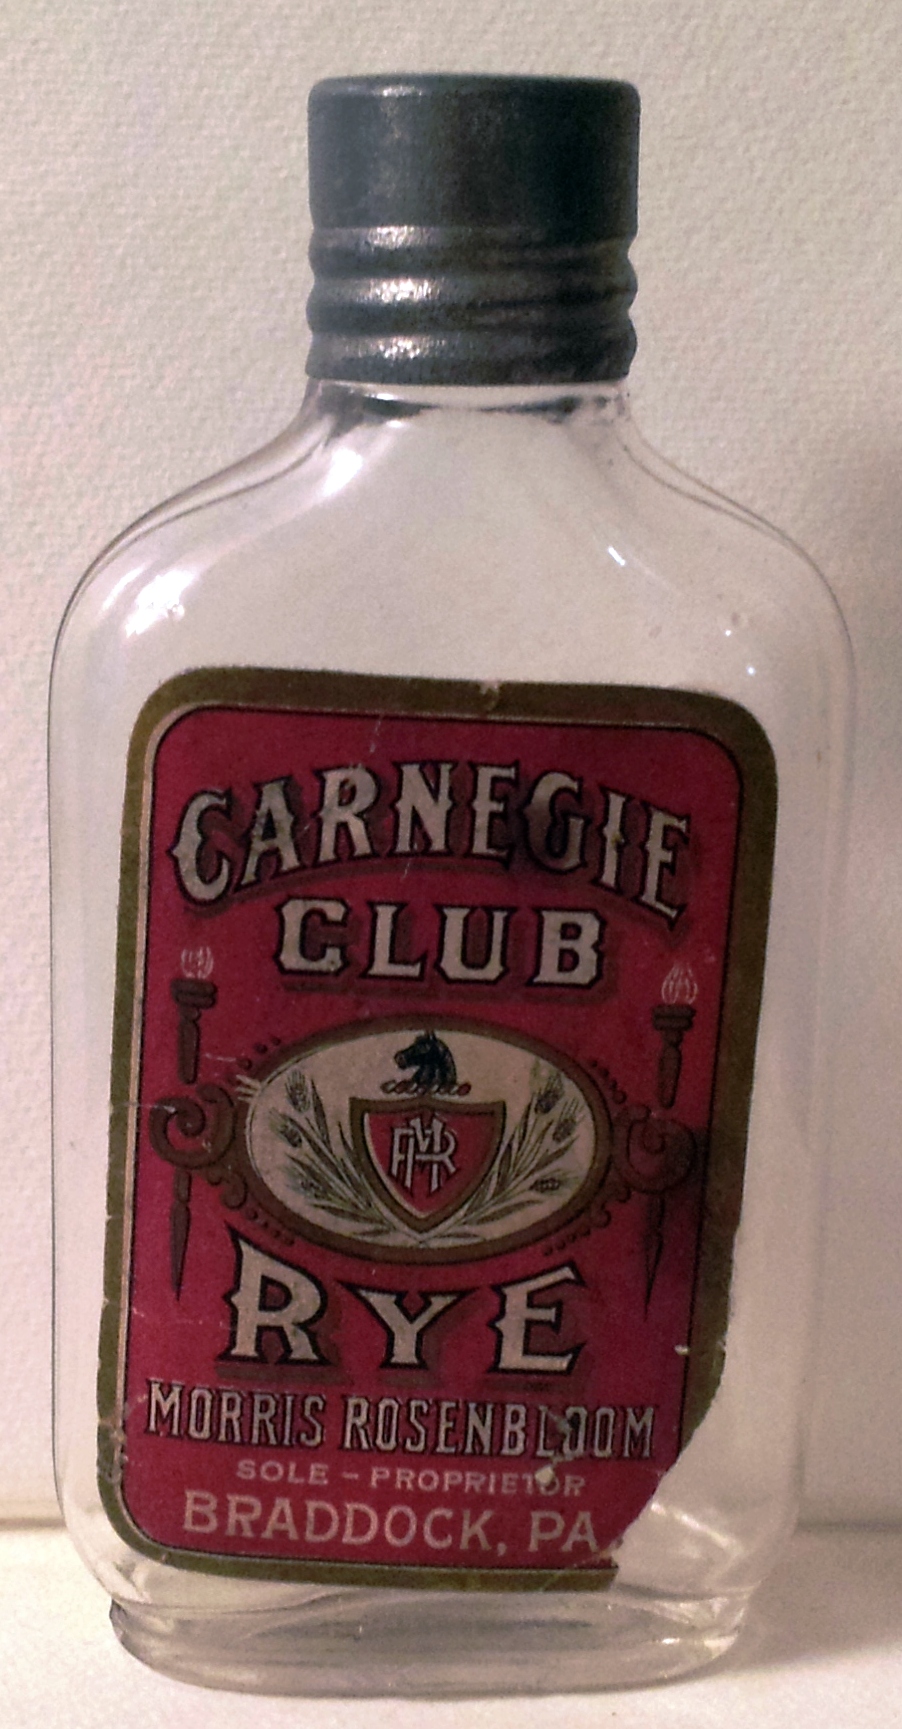 CARNEGIE
CLUB
MR
RYE
MORRIS ROSENBLOOM
SOLE - PROPRIETOR
BRADDOCK, PA